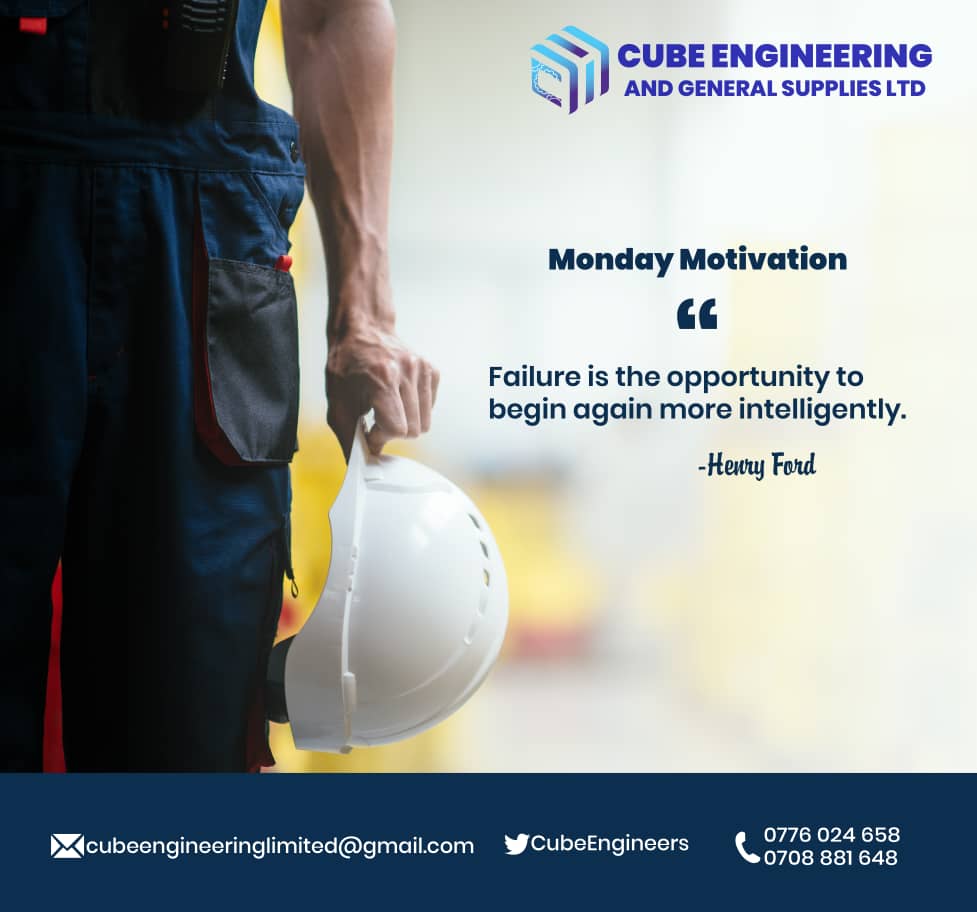 CUBE ENGINEERING
AND GENERAL SUPPLIES LTD
Monday Motivation
“
Failure is the opportunity to
begin again more intelligently.
-Henry Ford
cubeengineeringlimited@gmail.com
CubeEngineers
0776 024 658
0708 881 648